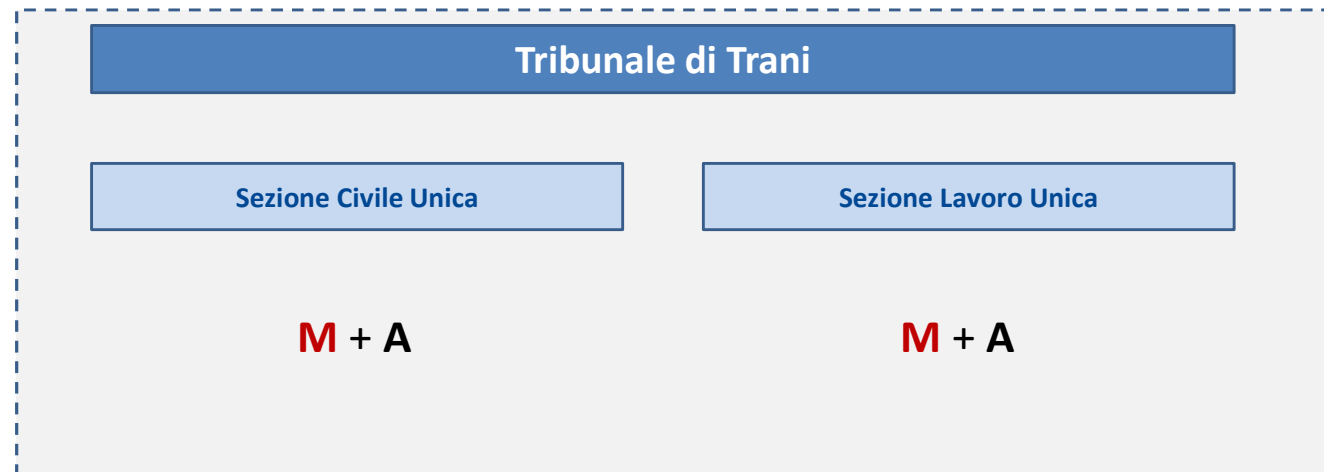 Tribunale di Trani
Sezione Civile Unica
Sezione Lavoro Unica
M + A
M + A